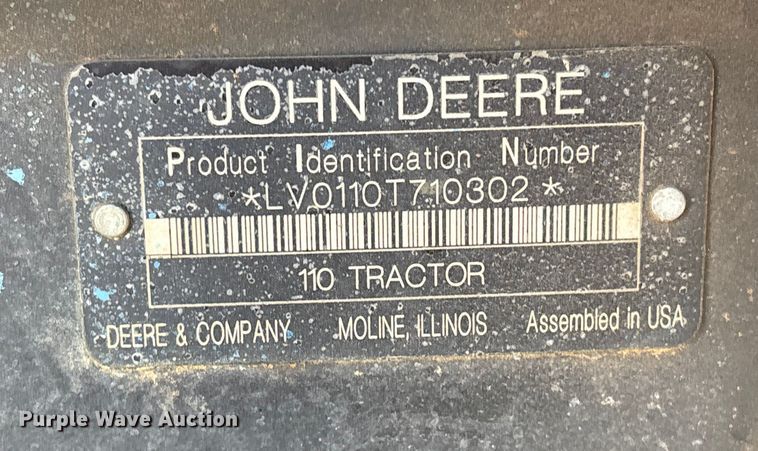 JOHN DEERE
Product Identification Number
*LV0110T710302*
110 TRACTOR
DEERE & COMPANY MOLINE, ILLINOIS Assembled in USA
Purple Wave Auction